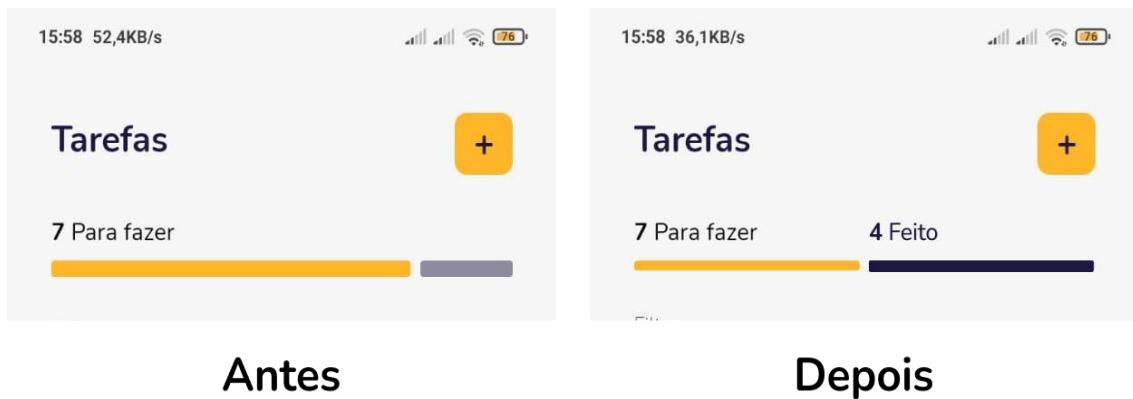 15:58 52,4KB/s 76
Tarefas +
7 Para fazer
Antes
15:58 36,1KB/s 76
Tarefas +
7 Para fazer 4 Feito
Depois